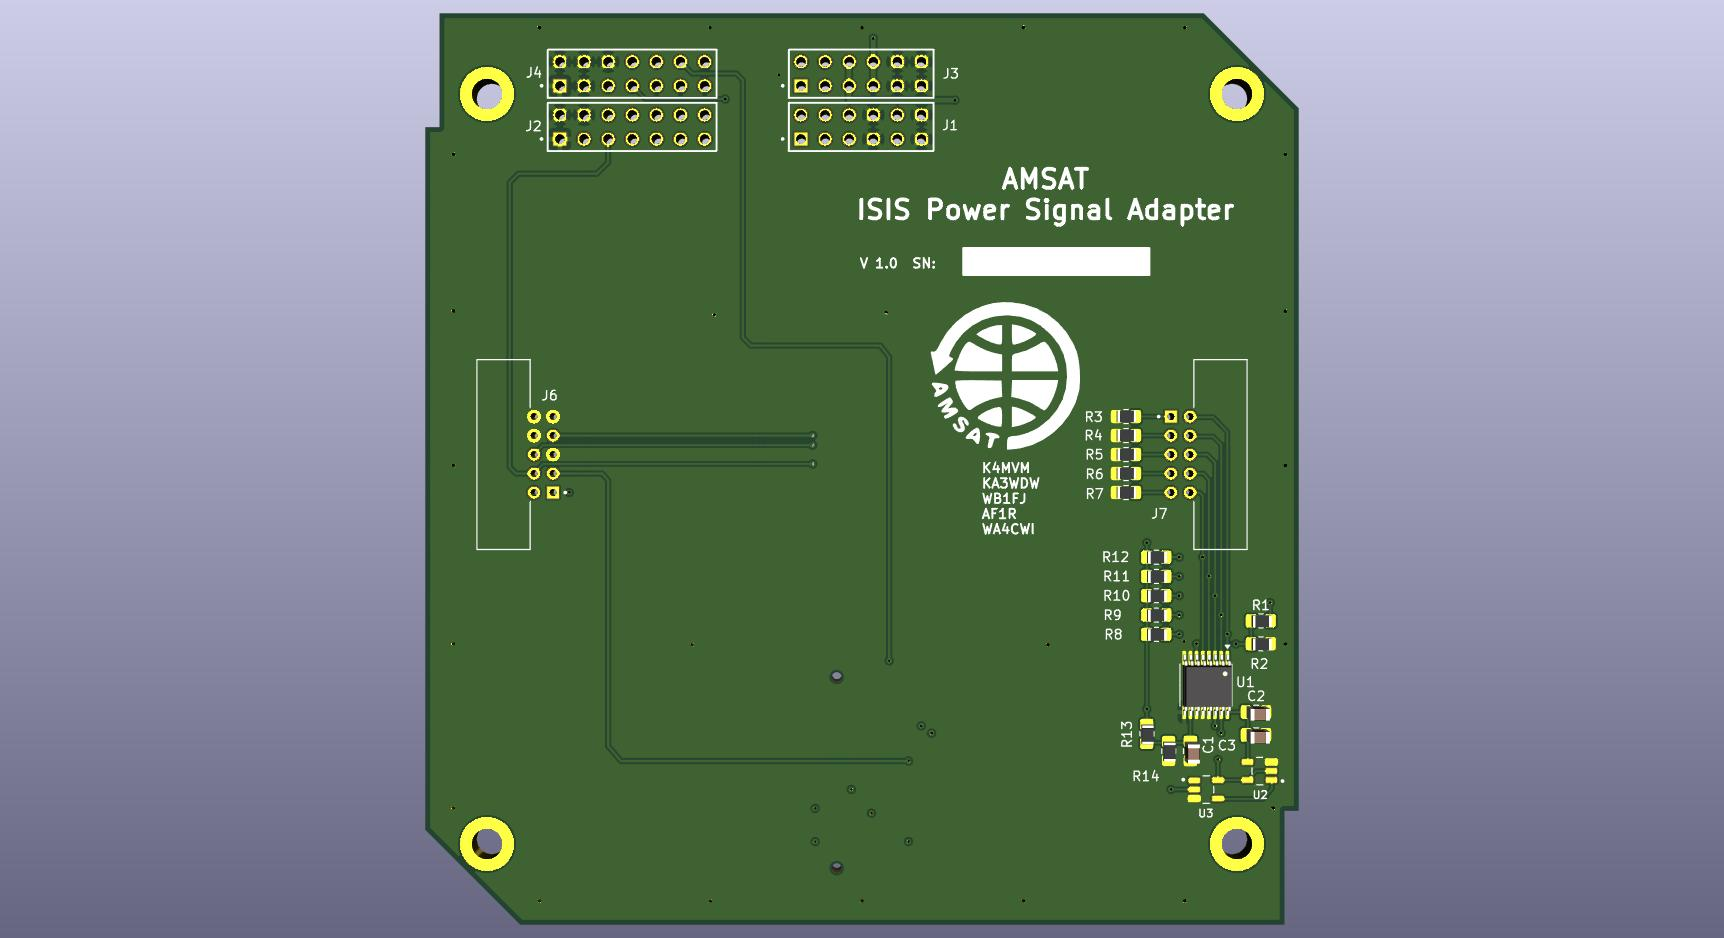 J4
J3
J2
J1
AMSAT
ISIS Power Signal Adapter
V 1.0 SN:
AMSAT
J6
R3
R4
R5
R6
R7
K4MVM
KA3WDW
WB1FJ
AF1R
WA4CWI
J7
R12
R11
R10
R9
R8
R1
R2
U1
C2
R13
C1
C3
R14
U2
U3